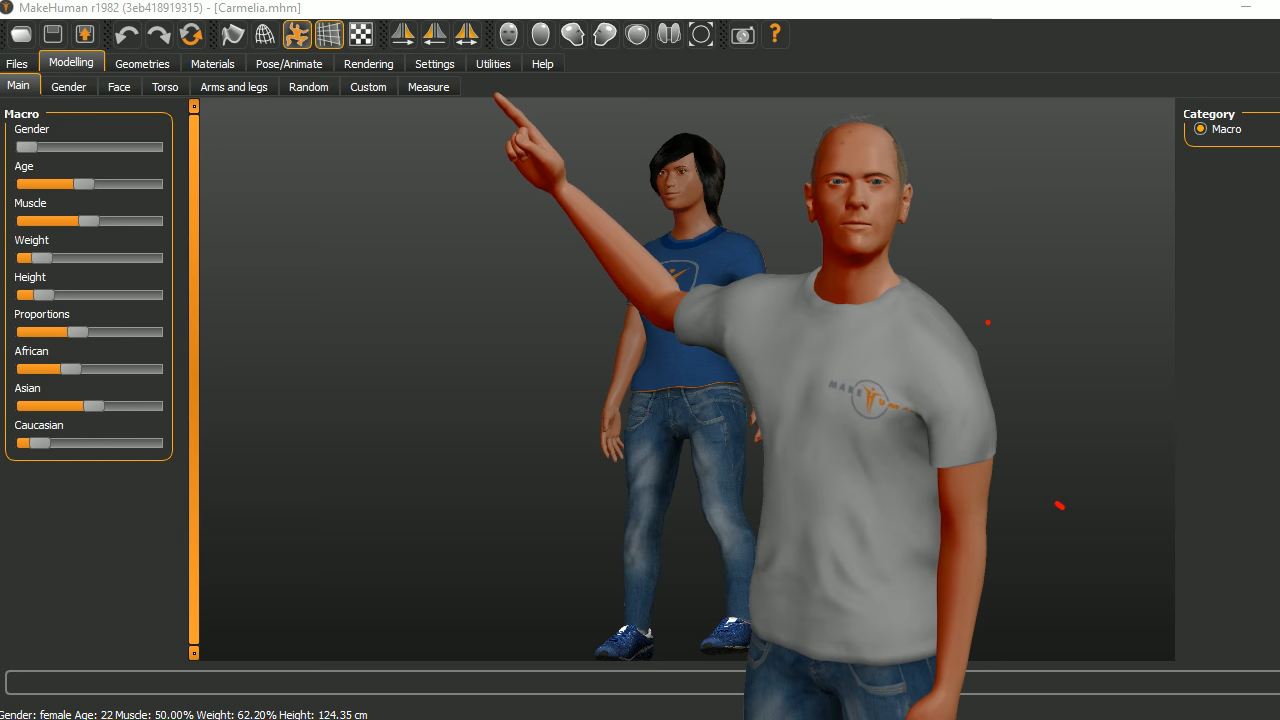 MakeHuman r1982 (3eb418919315) - [Carmelia.mhm]
Files Modelling Geometries Materials Pose/Animate Rendering Settings Utilities Help
Main Gender Face Torso Arms and legs Random Custom Measure
Macro
Gender
Age
Muscle
Weight
Height
Proportions
African
Asian
Caucasian
Category
Macro
MAKE
Gender: female Age: 22 Muscle: 50.00% Weight: 62.20% Height: 124.35 cm